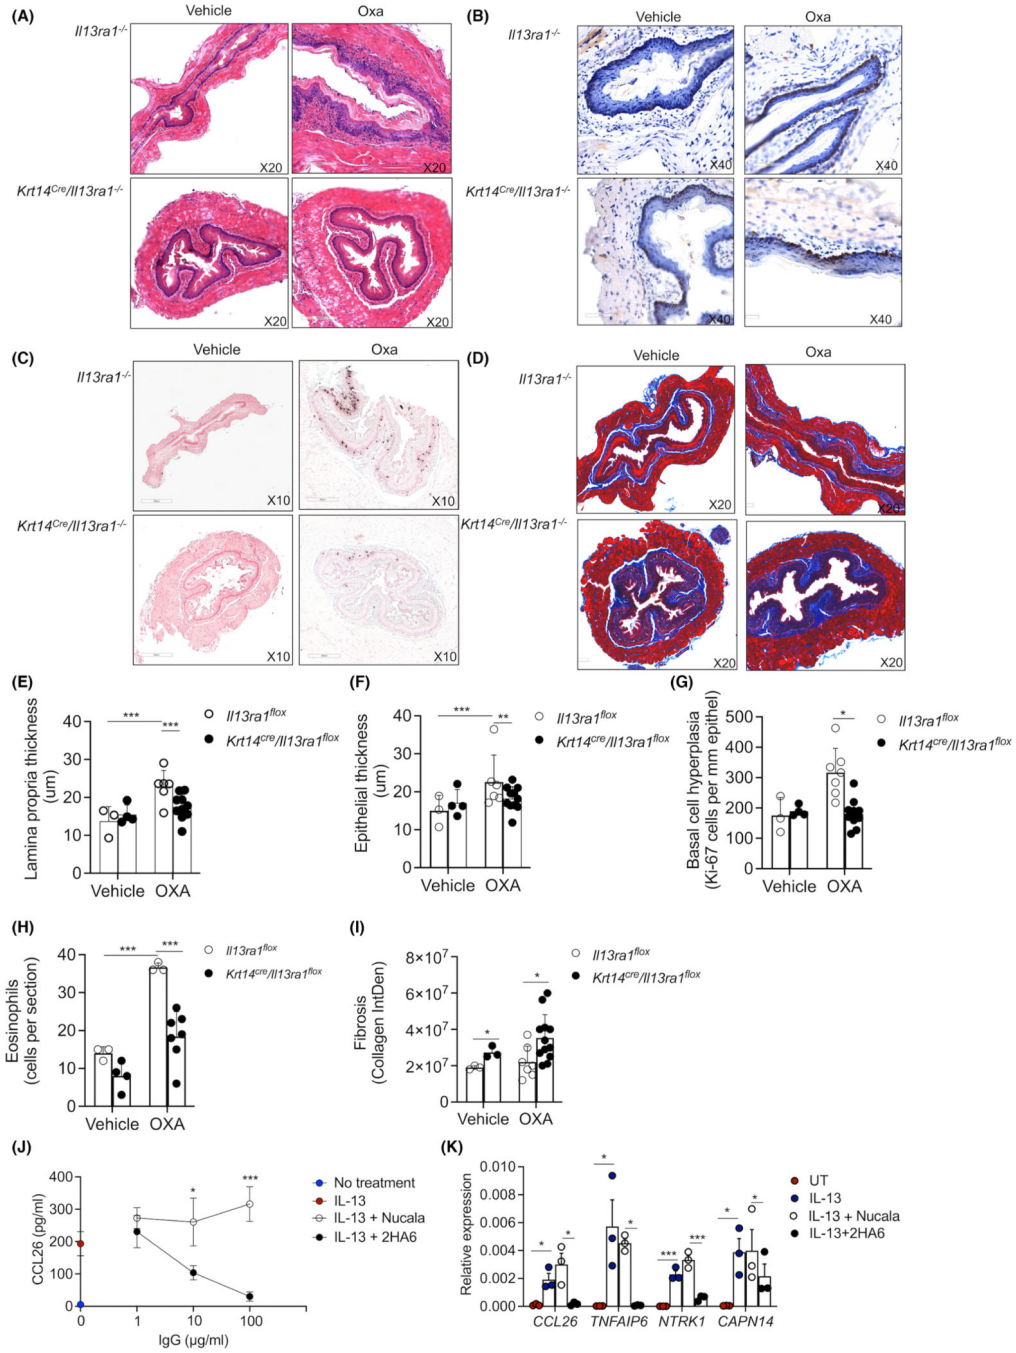 (A)
Vehicle
Oxa
Il13ra1-/-
X20
X20
Krt14Cre/Il13ra1-/-
X20
X20
(B)
Vehicle
Oxa
Il13ra1-/-
X40
X40
Krt14Cre/Il13ra1-/-
X40
X40
(C)
Vehicle
Oxa
Il13ra1-/-
X10
X10
Krt14Cre/Il13ra1-/-
X10
X10
(D)
Vehicle
Oxa
Il13ra1-/-
X20
X20
Krt14Cre/Il13ra1-/-
X20
X20
(E)
Lamina propria thickness
(um)
40
30
20
10
0
***
***
Il13ra1flox
Krt14cre/Il13ra1flox
Vehicle
OXA
(F)
Epithelial thickness
(um)
40
30
20
10
0
***
**
Il13ra1flox
Krt14cre/Il13ra1flox
Vehicle
OXA
(G)
Basal cell hyperplasia
(Ki-67 cells per mm epithel)
500
400
300
200
100
0
*
Il13ra1flox
Krt14cre/Il13ra1flox
Vehicle
OXA
(H)
Eosinophils
(cells per section)
40
30
20
10
0
***
***
Il13ra1flox
Krt14cre/Il13ra1flox
Vehicle
OXA
(I)
Fibrosis
(Collagen IntDen)
8×10⁷
6×10⁷
4×10⁷
2×10⁷
0
*
*
Il13ra1flox
Krt14cre/Il13ra1flox
Vehicle
OXA
(J)
CCL26 (pg/ml)
400
300
200
100
0
*
***
No treatment
IL-13
IL-13 + Nucala
IL-13 + 2HA6
0
1
10
100
IgG (µg/ml)
(K)
Relative expression
0.010
0.008
0.006
0.004
0.002
0.000
*
*
*
*
***
***
*
*
UT
IL-13
IL-13 + Nucala
IL-13+2HA6
CCL26
TNFAIP6
NTRK1
CAPN14